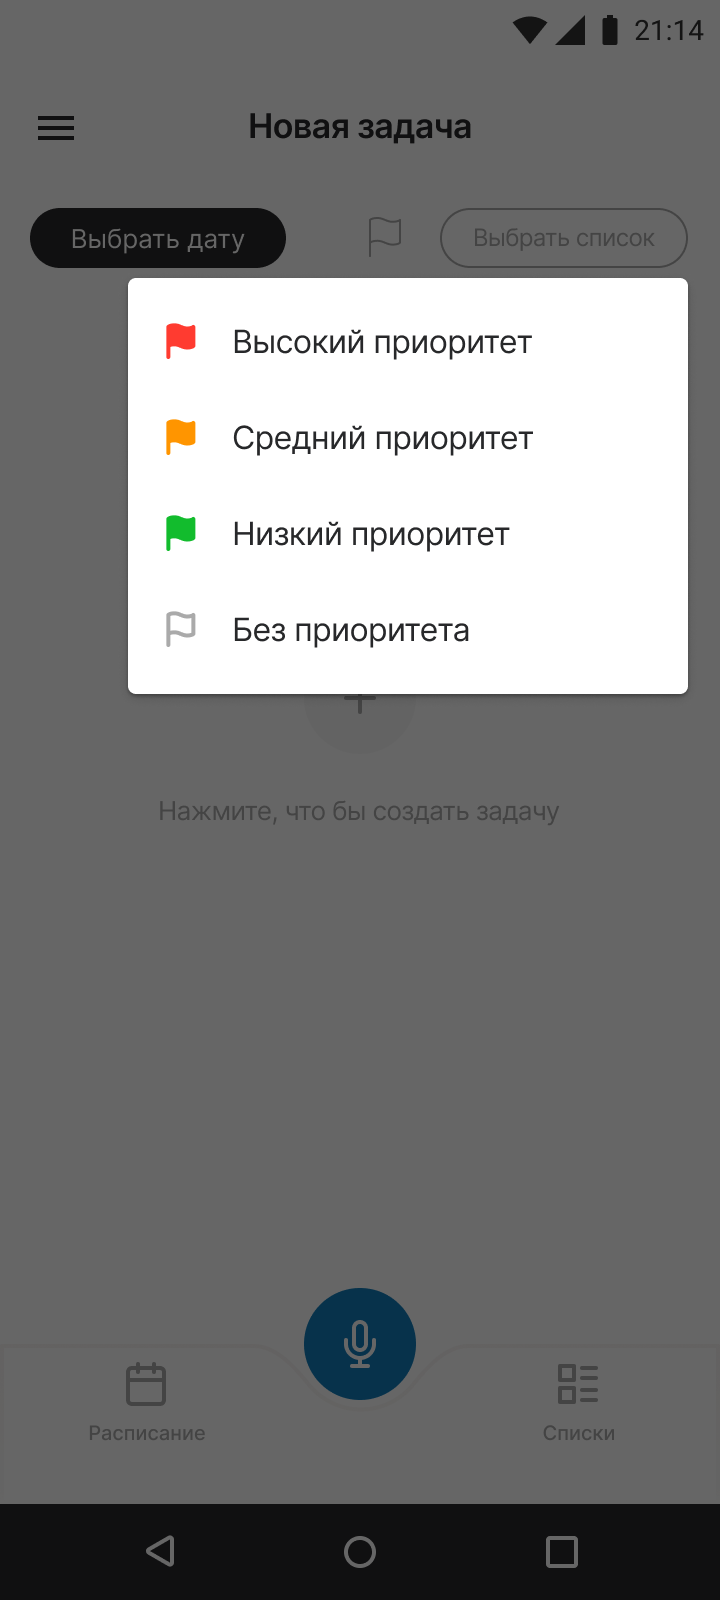 21:14
Новая задача
Выбрать дату
Выбрать список
Высокий приоритет
Средний приоритет
Низкий приоритет
Без приоритета
Нажмите, что бы создать задачу
Расписание
Списки